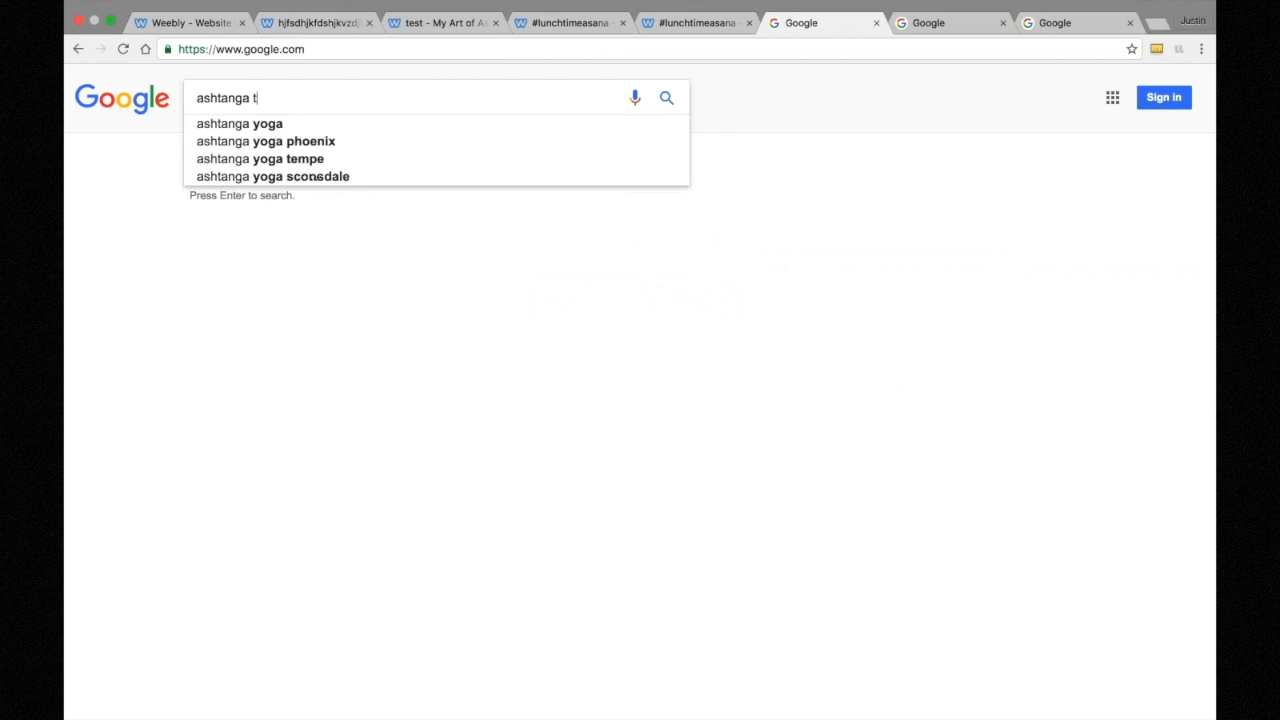 Weebly - Website
hjfsdhjkfdshjkvzdj
test - My Art of As
#lunchtimeasana -
#lunchtimeasana -
Google
Google
Google
Justin
https://www.google.com
Google
ashtanga t
Sign in
ashtanga yoga
ashtanga yoga phoenix
ashtanga yoga tempe
ashtanga yoga
Press Enter to search.